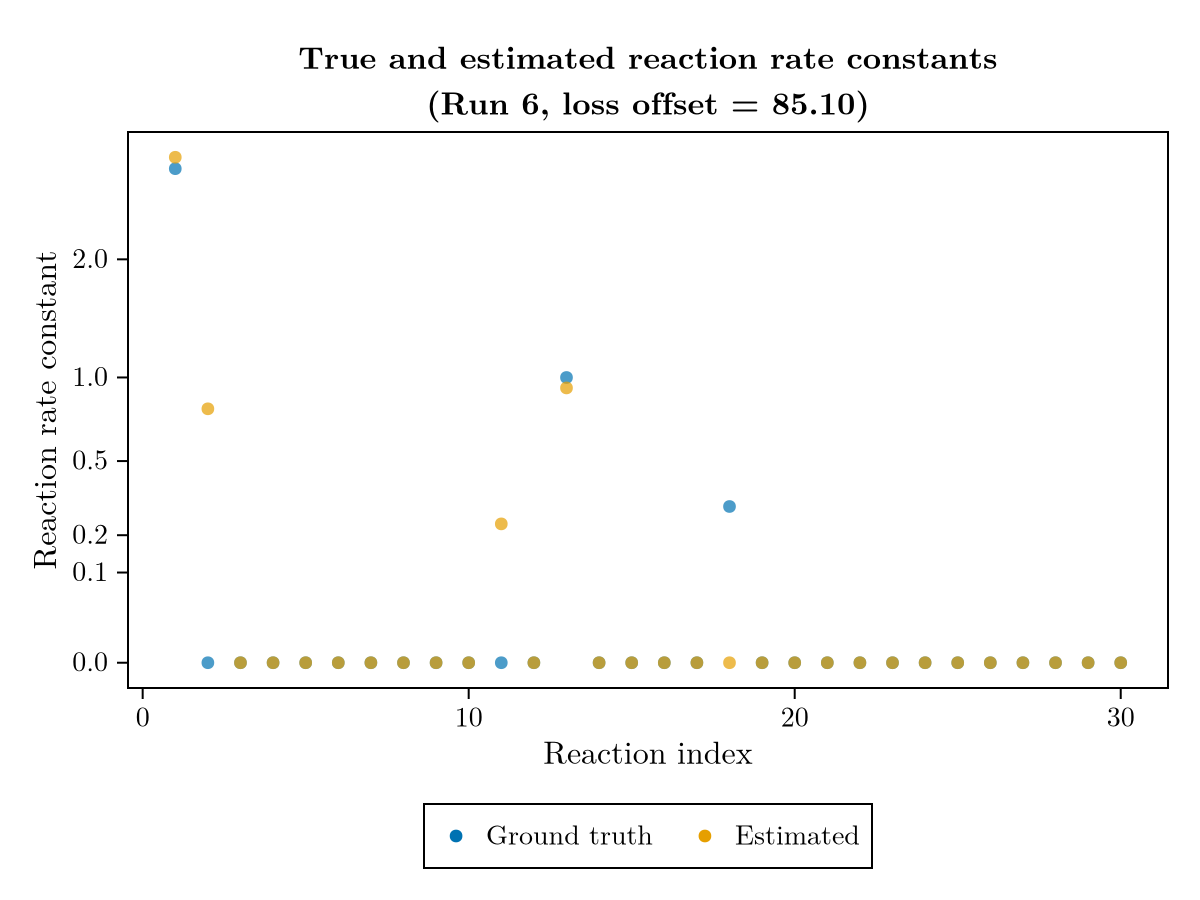 True and estimated reaction rate constants
(Run 6, loss offset = 85.10)
Reaction rate constant
2.0
1.0
0.5
0.2
0.1
0.0
0 10 20 30
Reaction index
Ground truth Estimated